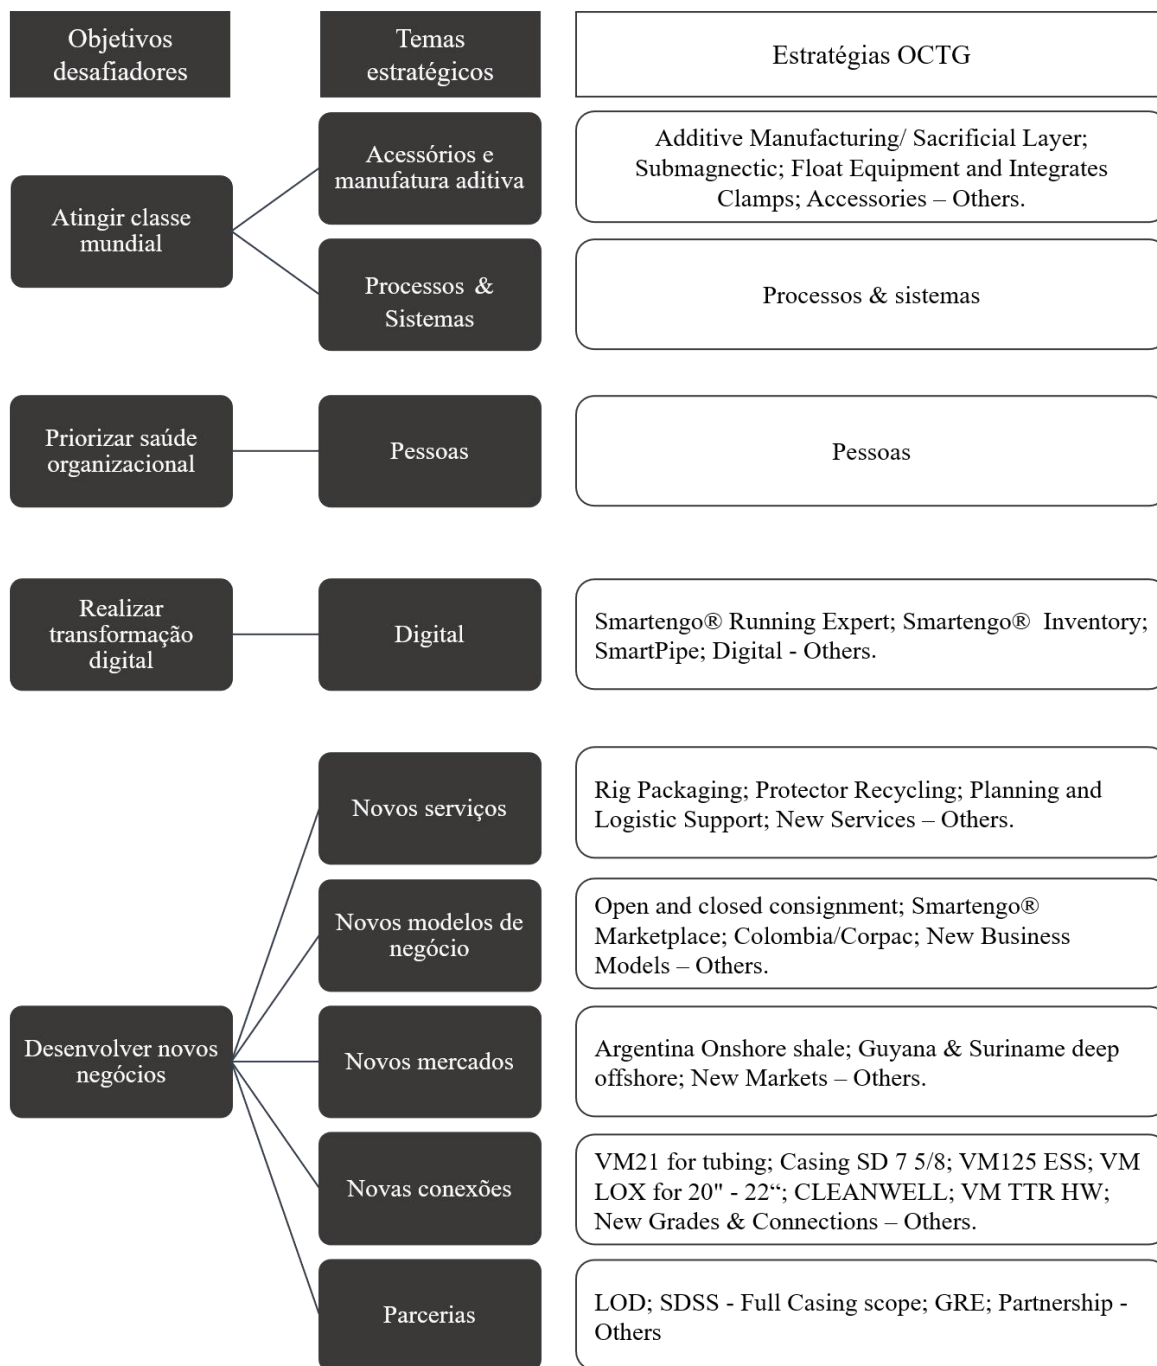 Objetivos
desafiadores
Temas
estratégicos
Estratégias OCTG
Atingir classe
mundial
Acessórios e
manufatura aditiva
Additive Manufacturing/ Sacrificial Layer;
Submagnectic; Float Equipment and Integrates
Clamps; Accessories – Others.
Processos &
Sistemas
Processos & sistemas
Priorizar saúde
organizacional
Pessoas
Pessoas
Realizar
transformação
digital
Digital
Smartengo® Running Expert; Smartengo® Inventory;
SmartPipe; Digital - Others.
Desenvolver novos
negócios
Novos serviços
Rig Packaging; Protector Recycling; Planning and
Logistic Support; New Services – Others.
Novos modelos de
negócio
Open and closed consignment; Smartengo®
Marketplace; Colombia/Corpac; New Business
Models – Others.
Novos mercados
Argentina Onshore shale; Guyana & Suriname deep
offshore; New Markets – Others.
Novas conexões
VM21 for tubing; Casing SD 7 5/8; VM125 ESS; VM
LOX for 20" - 22“; CLEANWELL; VM TTR HW;
New Grades & Connections – Others.
Parcerias
LOD; SDSS - Full Casing scope; GRE; Partnership -
Others